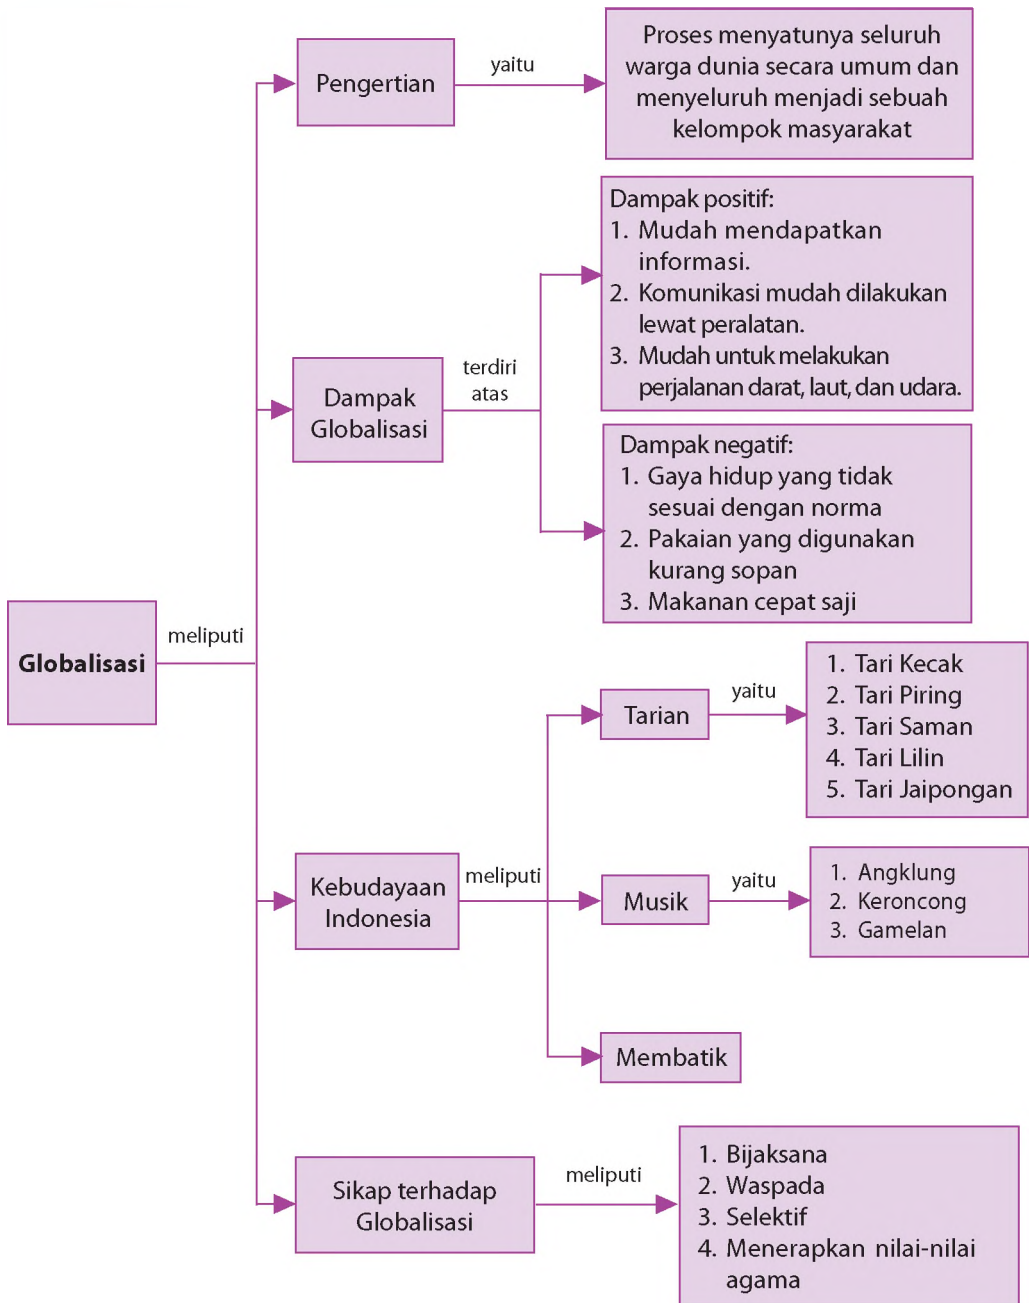 Globalisasi
meliputi
Pengertian
yaitu
Proses menyatunya seluruh
warga dunia secara umum dan
menyeluruh menjadi sebuah
kelompok masyarakat
Dampak
Globalisasi
terdiri
atas
Dampak positif:
1. Mudah mendapatkan
informasi.
2. Komunikasi mudah dilakukan
lewat peralatan.
3. Mudah untuk melakukan
perjalanan darat, laut, dan udara.
Dampak negatif:
1. Gaya hidup yang tidak
sesuai dengan norma
2. Pakaian yang digunakan
kurang sopan
3. Makanan cepat saji
Kebudayaan
Indonesia
meliputi
Tarian
yaitu
1. Tari Kecak
2. Tari Piring
3. Tari Saman
4. Tari Lilin
5. Tari Jaipongan
Musik
yaitu
1. Angklung
2. Keroncong
3. Gamelan
Membatik
Sikap terhadap
Globalisasi
meliputi
1. Bijaksana
2. Waspada
3. Selektif
4. Menerapkan nilai-nilai
agama